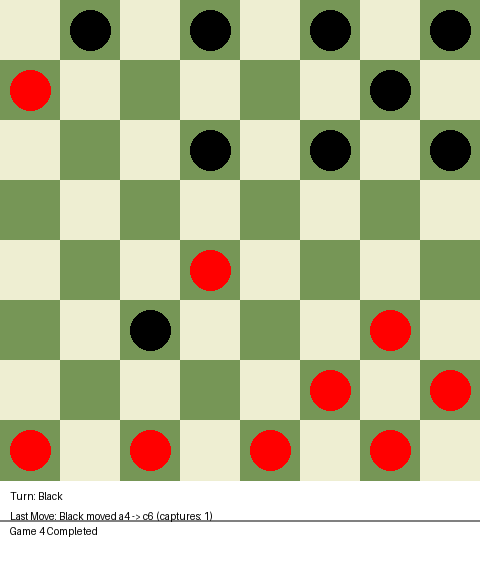 Turn: Black
Last Move: Black moved a4 -> c6 (captures: 1)
Game 4 Completed